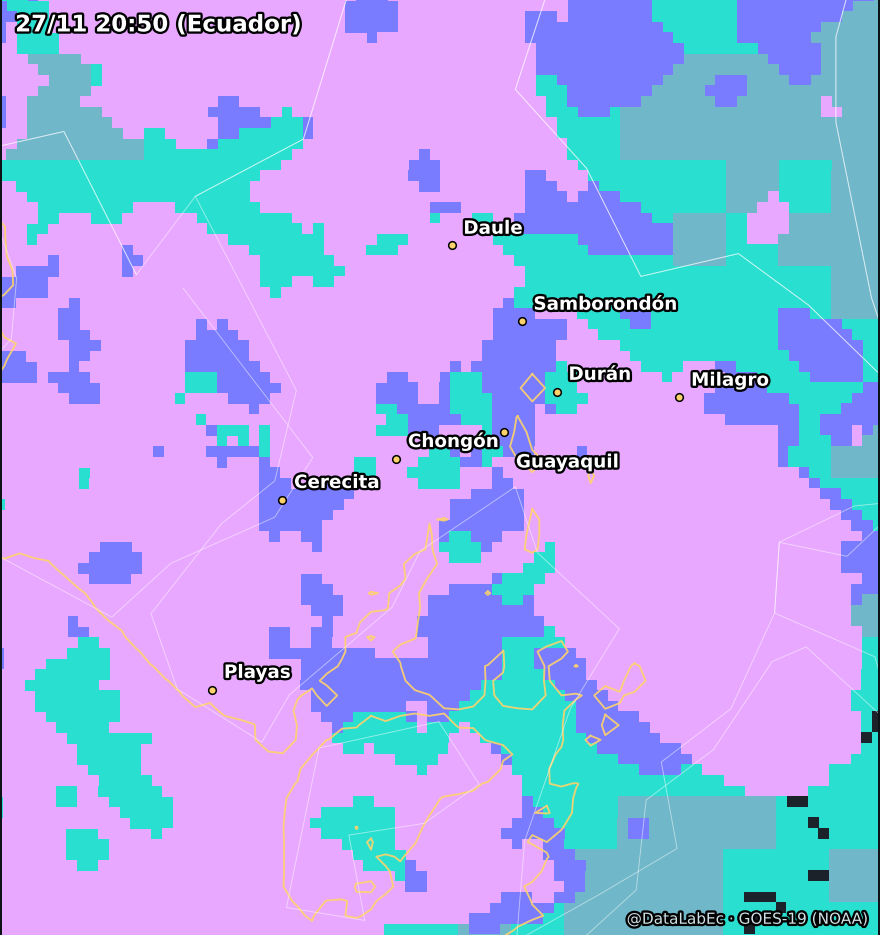 27/11 20:50 (Ecuador)
Daule
Samborondón
Durán
Milagro
Chongón
Guayaquil
Cerecita
Playas
@DataLabEc · GOES-19 (NOAA)